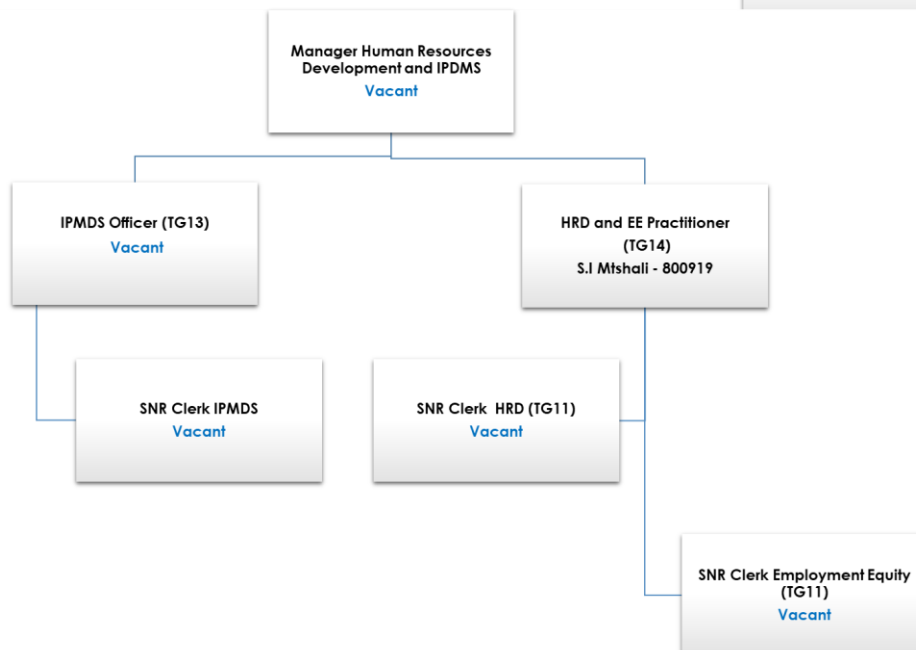 Manager Human Resources
Development and IPDMS
Vacant
IPMDS Officer (TG13)
Vacant
HRD and EE Practitioner
(TG14)
S.I Mtshali - 800919
SNR Clerk IPMDS
Vacant
SNR Clerk HRD (TG11)
Vacant
SNR Clerk Employment Equity
(TG11)
Vacant